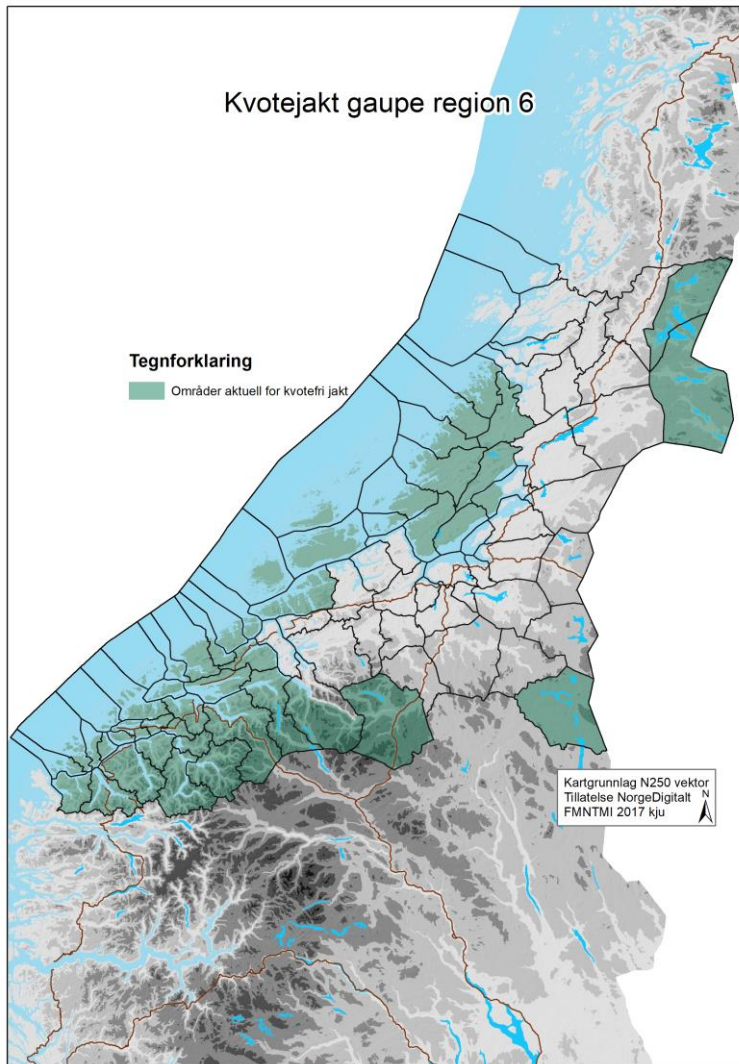 Kvotejakt gaupe region 6
Tegnforklaring
Områder aktuell for kvotefri jakt
Kartgrunnlag N250 vektor
Tillatelse NorgeDigitalt
FMNTMI 2017 kju
N